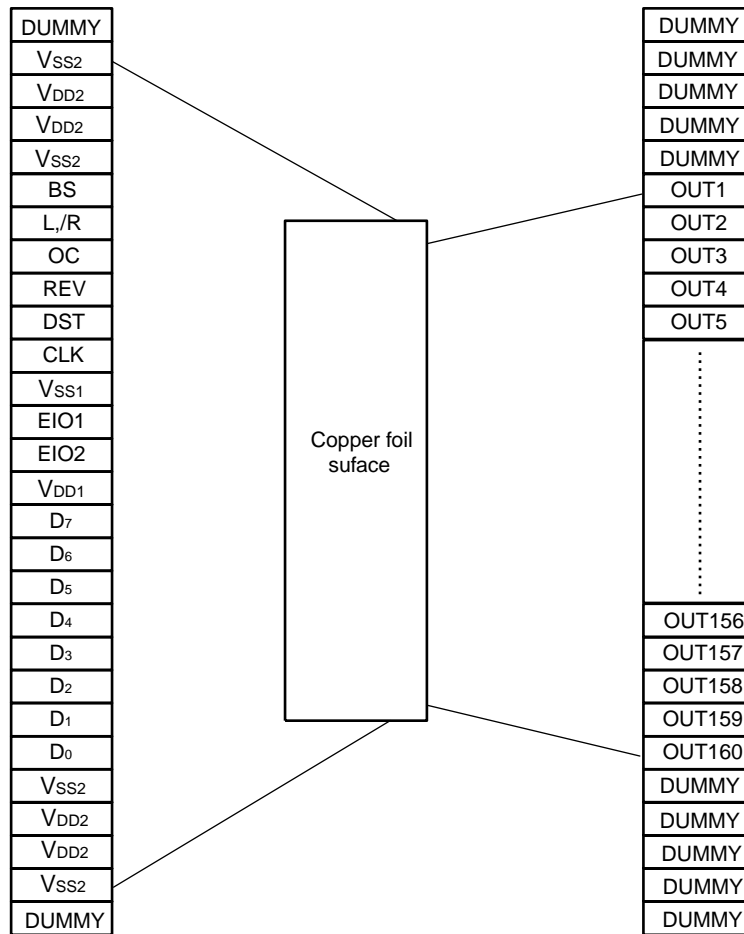 DUMMY
VSS2
VDD2
VDD2
VSS2
BS
L,/R
OC
REV
DST
CLK
VSS1
EIO1
EIO2
VDD1
D7
D6
D5
D4
D3
D2
D1
D0
VSS2
VDD2
VDD2
VSS2
DUMMY
Copper foil
suface
DUMMY
DUMMY
DUMMY
DUMMY
DUMMY
OUT1
OUT2
OUT3
OUT4
OUT5
OUT156
OUT157
OUT158
OUT159
OUT160
DUMMY
DUMMY
DUMMY
DUMMY
DUMMY